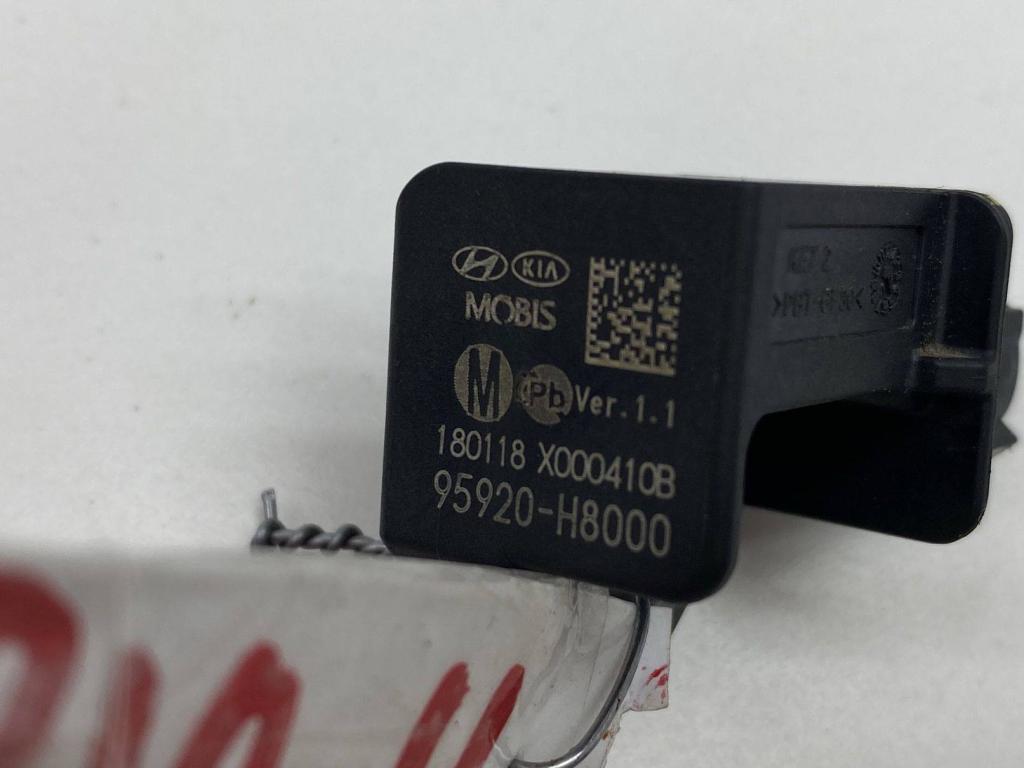 KIA
MOBIS
M Pb Ver.1.1
180118 X000410B
95920-H8000